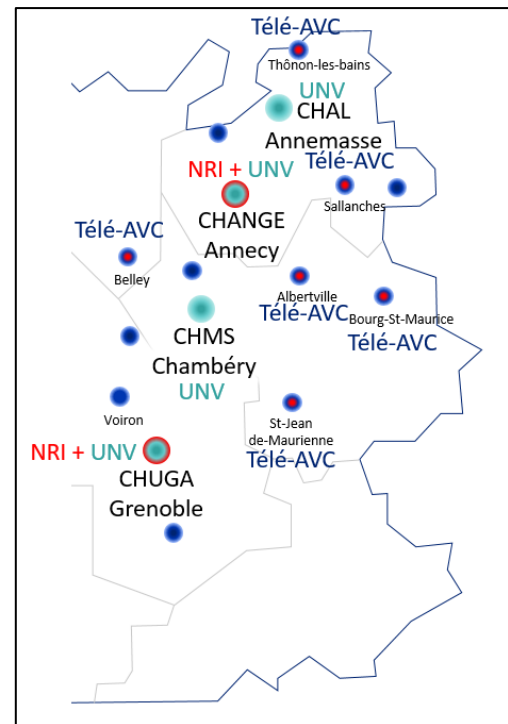 Télé-AVC
Thônon-les-bains
UNV
CHAL
Annemasse
Télé-AVC
Sallanches
NRI + UNV
CHANGE
Annecy
Télé-AVC
Belley
Albertville
Télé-AVC
Bourg-St-Maurice
Télé-AVC
CHMS
Chambéry
UNV
Voiron
St-Jean
de-Maurienne
Télé-AVC
NRI + UNV
CHUGA
Grenoble